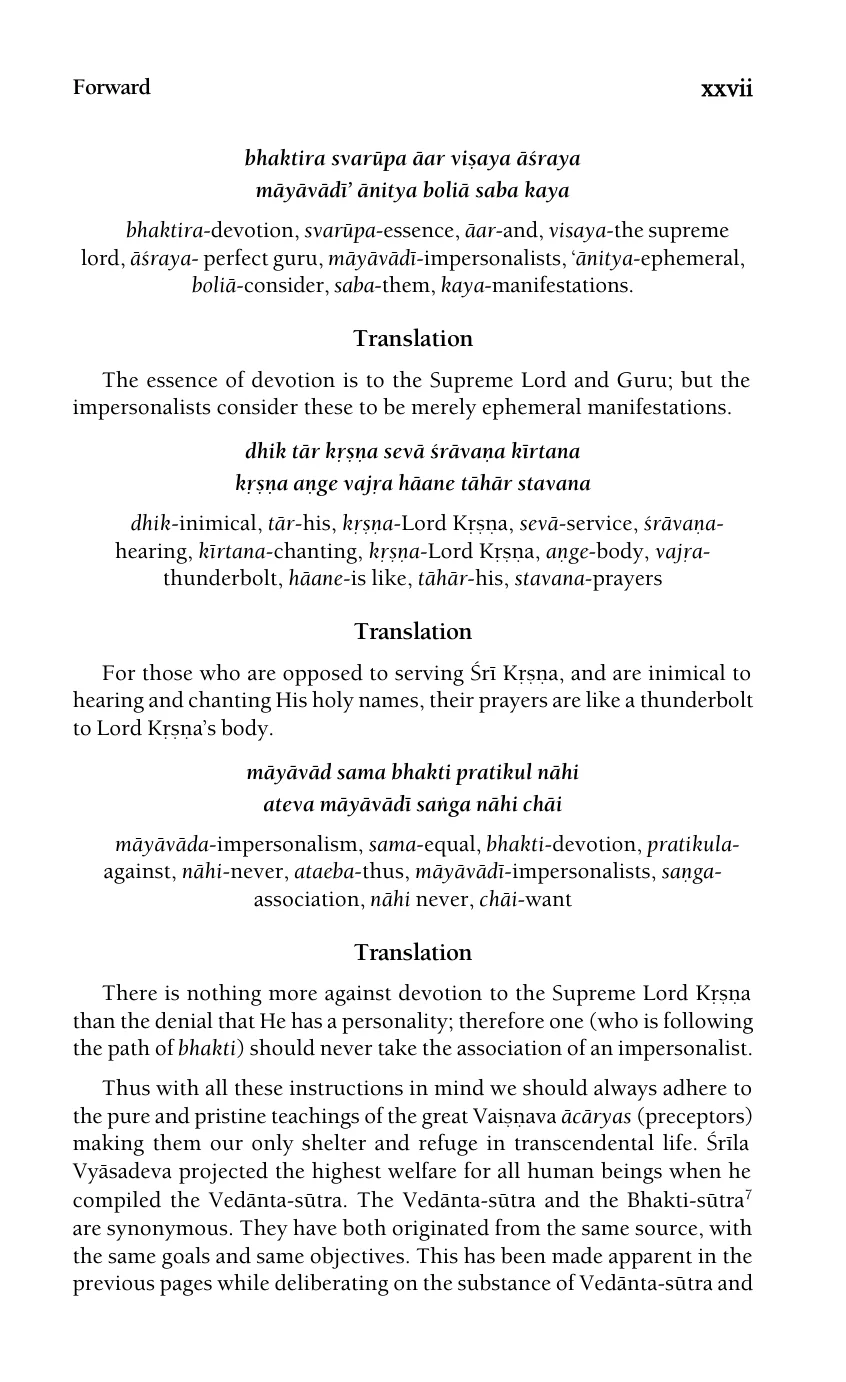 Forward xxvii
bhaktira svarūpa āar viṣaya āśraya
māyāvādī’ ānitya boliā saba kaya
bhaktira-devotion, svarūpa-essence, āar-and, visaya-the supreme
lord, āśraya- perfect guru, māyāvādī-impersonalists, ‘ānitya-ephemeral,
boliā-consider, saba-them, kaya-manifestations.
Translation
The essence of devotion is to the Supreme Lord and Guru; but the
impersonalists consider these to be merely ephemeral manifestations.
dhik tār kṛṣṇa sevā śrāvaṇa kīrtana
kṛṣṇa aṇge vajṛa hāane tāhār stavana
dhik-inimical, tār-his, kṛṣṇa-Lord Kṛṣṇa, sevā-service, śrāvaṇa-
hearing, kīrtana-chanting, kṛṣṇa-Lord Kṛṣṇa, aṇge-body, vajṛa-
thunderbolt, hāane-is like, tāhār-his, stavana-prayers
Translation
For those who are opposed to serving Śrī Kṛṣṇa, and are inimical to
hearing and chanting His holy names, their prayers are like a thunderbolt
to Lord Kṛṣṇa’s body.
māyāvād sama bhakti pratikul nāhi
ateva māyāvādī saṅga nāhi chāi
māyāvāda-impersonalism, sama-equal, bhakti-devotion, pratikula-
against, nāhi-never, ataeba-thus, māyāvādī-impersonalists, saṇga-
association, nāhi never, chāi-want
Translation
There is nothing more against devotion to the Supreme Lord Kṛṣṇa
than the denial that He has a personality; therefore one (who is following
the path of bhakti) should never take the association of an impersonalist.
Thus with all these instructions in mind we should always adhere to
the pure and pristine teachings of the great Vaiṣṇava ācāryas (preceptors)
making them our only shelter and refuge in transcendental life. Śrīla
Vyāsadeva projected the highest welfare for all human beings when he
compiled the Vedānta-sūtra. The Vedānta-sūtra and the Bhakti-sūtra⁷
are synonymous. They have both originated from the same source, with
the same goals and same objectives. This has been made apparent in the
previous pages while deliberating on the substance of Vedānta-sūtra and